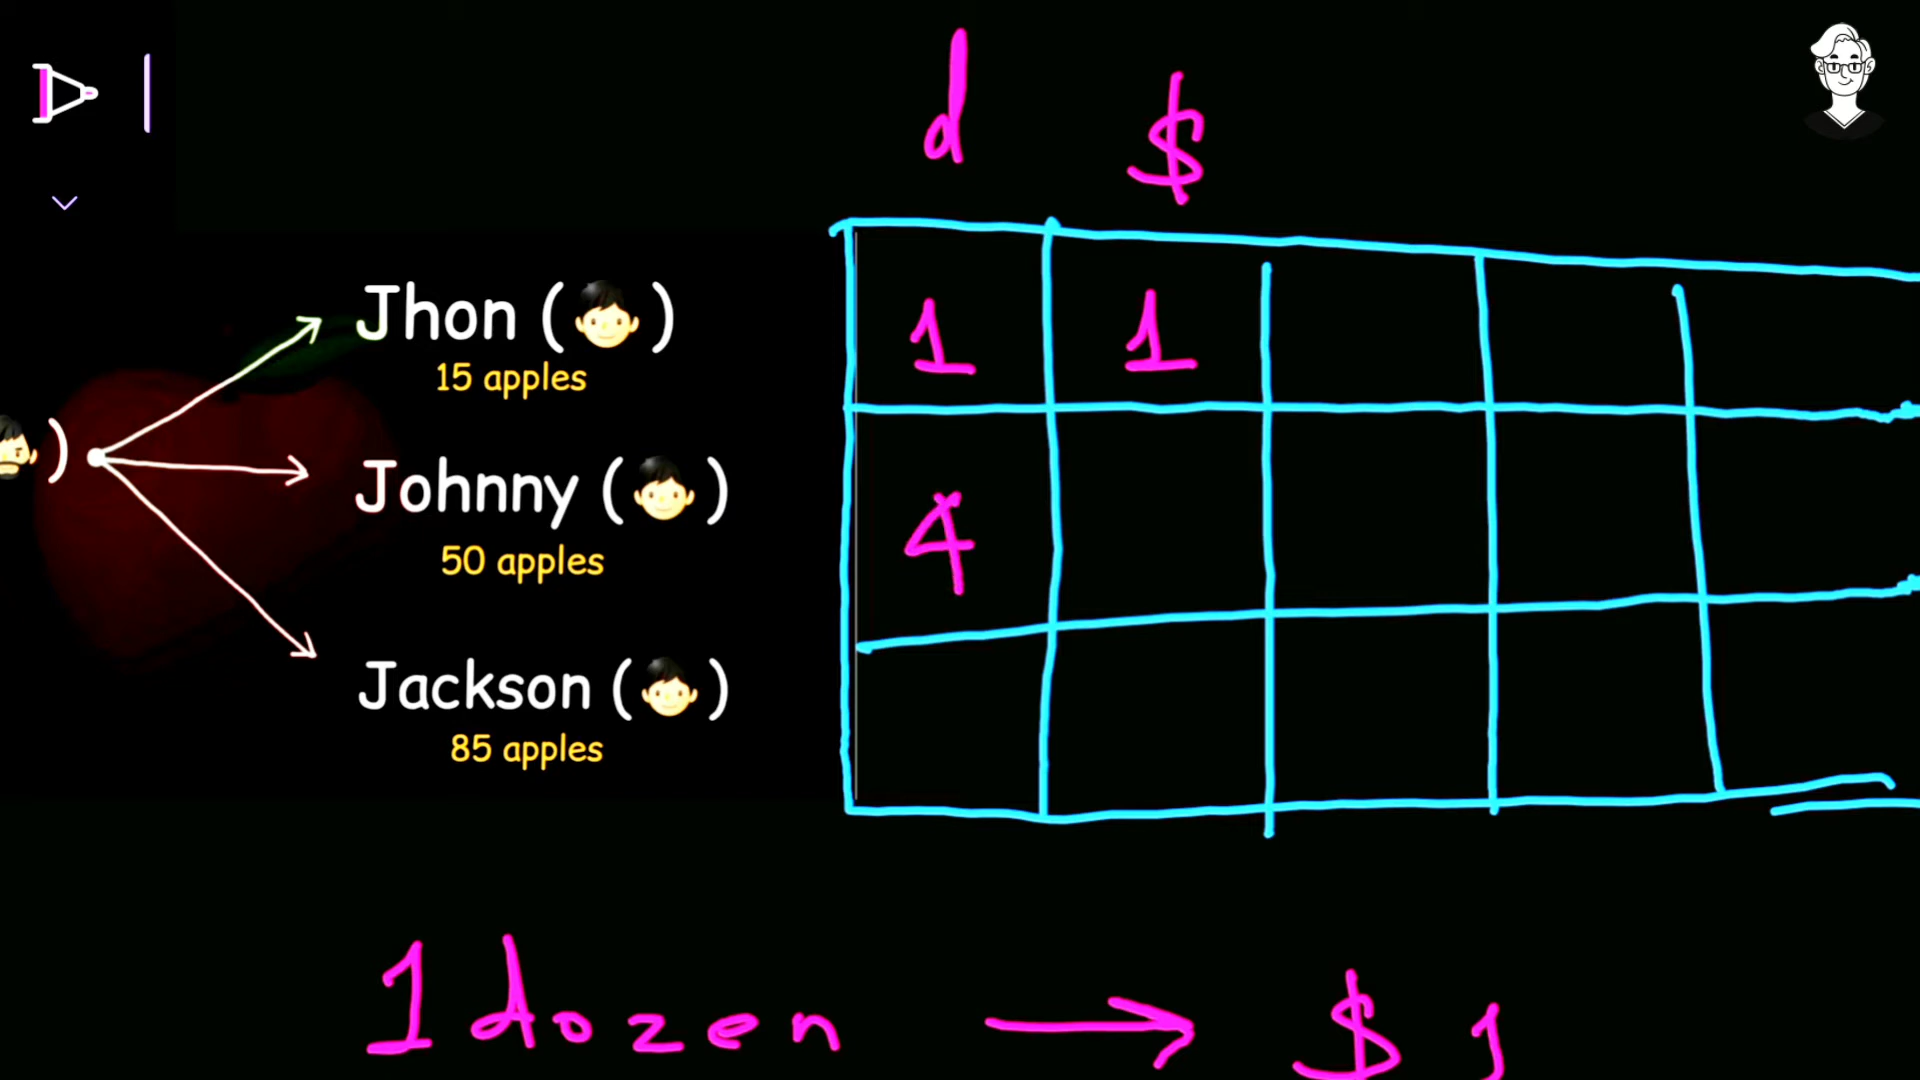 d $
Jhon ( )
15 apples
1 1
)
Johnny ( )
50 apples
4
Jackson ( )
85 apples
1 dozen → $ 1